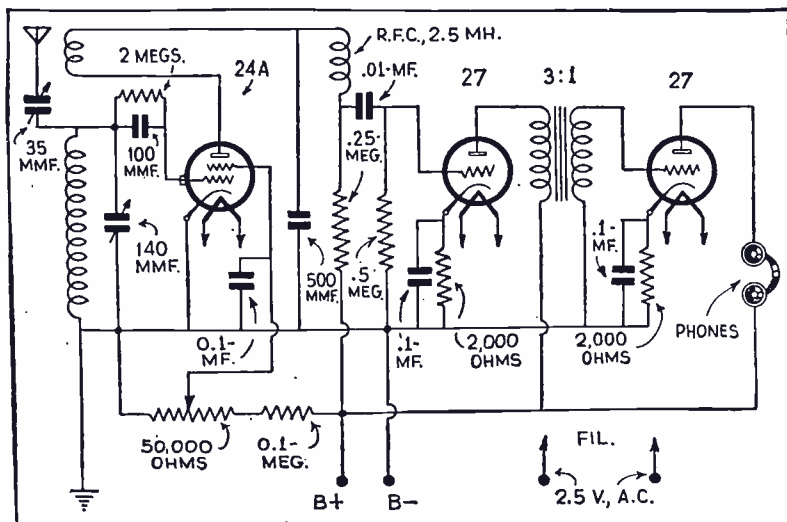 2 MEGS.
24A
R.F.C., 2.5 MH.
.01-MF.
27
3:1
27
35
MMF.
100
MMF.
140
MMF.
0.1-
MF.
500
MMF.
.25-
MEG.
.5
MEG.
.1-
MF.
2,000
OHMS
.1-
MF.
2,000
OHMS
PHONES
50,000
OHMS
0.1-
MEG.
B+
B-
FIL.
2.5 V., A.C.